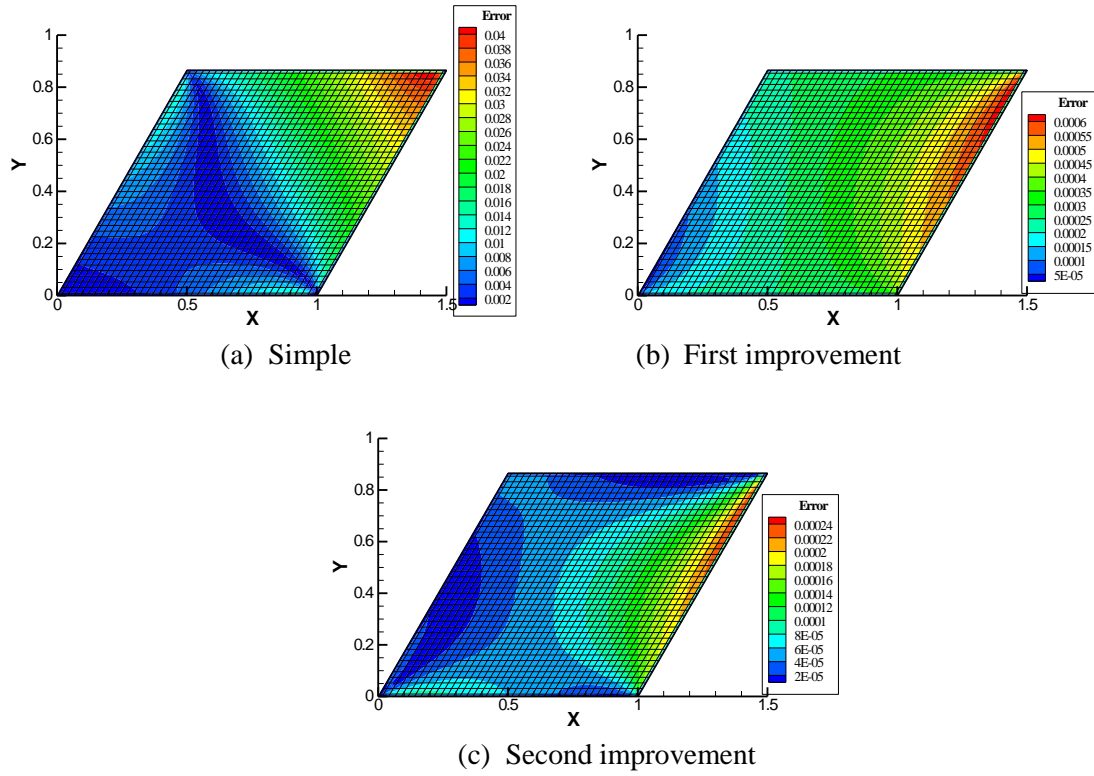 Error
0.04
0.038
0.036
0.034
0.032
0.03
0.028
0.026
0.024
0.022
0.02
0.018
0.016
0.014
0.012
0.01
0.008
0.006
0.004
0.002
1
0.8
0.6
0.4
0.2
0
Y
0 0.5 1 1.5
X
(a) Simple
Error
0.0006
0.00055
0.0005
0.00045
0.0004
0.00035
0.0003
0.00025
0.0002
0.00015
0.0001
5E-05
1
0.8
0.6
0.4
0.2
0
Y
0 0.5 1 1.5
X
(b) First improvement
Error
0.00024
0.00022
0.0002
0.00018
0.00016
0.00014
0.00012
0.0001
8E-05
6E-05
4E-05
2E-05
1
0.8
0.6
0.4
0.2
0
Y
0 0.5 1 1.5
X
(c) Second improvement